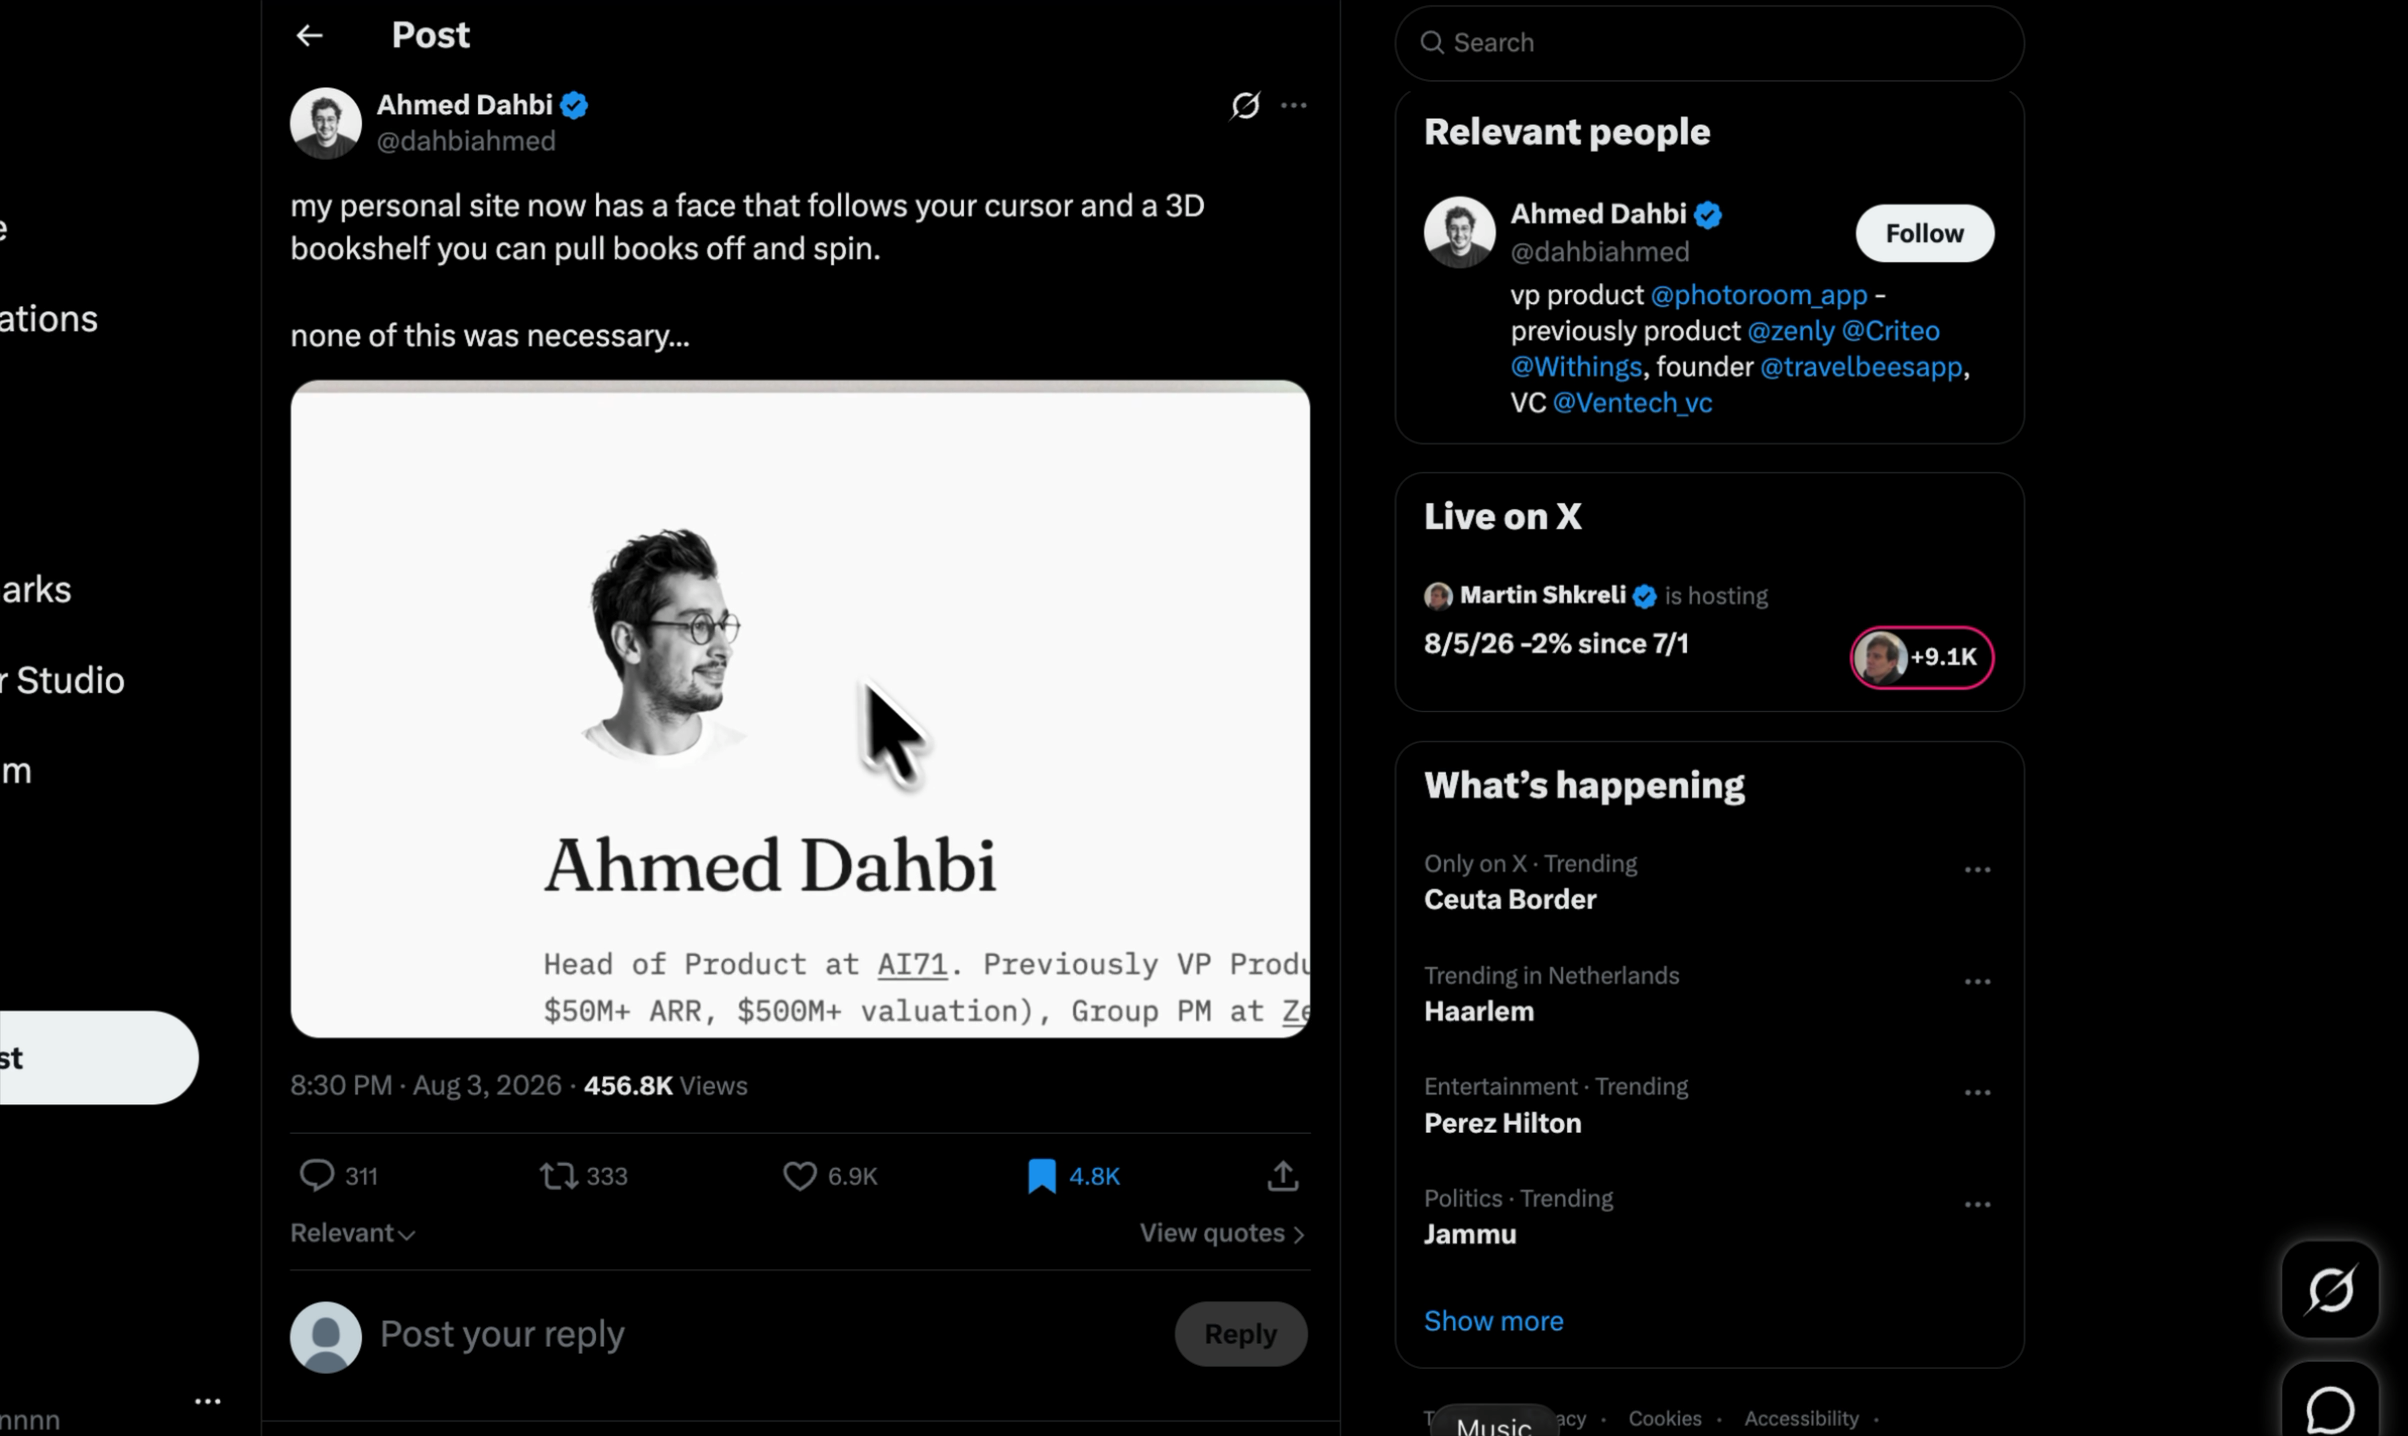 Post
Search
Ahmed Dahbi
@dahbiahmed
my personal site now has a face that follows your cursor and a 3D
bookshelf you can pull books off and spin.
none of this was necessary...
Ahmed Dahbi
Head of Product at AI71. Previously VP
$50M+ ARR, $500M+ valuation), Group PM at
8:30 PM · Aug 3, 2026 · 456.8K Views
311
333
6.9K
4.8K
Relevant
View quotes
Post your reply
Reply
Relevant people
Ahmed Dahbi
@dahbiahmed
Follow
vp product @photoroom_app -
previously product @zenly @Criteo
@Withings, founder @travelbeesapp,
VC @Ventech_vc
Live on X
Martin Shkreli is hosting
8/5/26 -2% since 7/1
+9.1K
What's happening
Only on X · Trending
Ceuta Border
Trending in Netherlands
Haarlem
Entertainment · Trending
Perez Hilton
Politics · Trending
Jammu
Show more
Music
Cookies · Accessibility ·
ations
arks
r Studio
m
st
nnnn